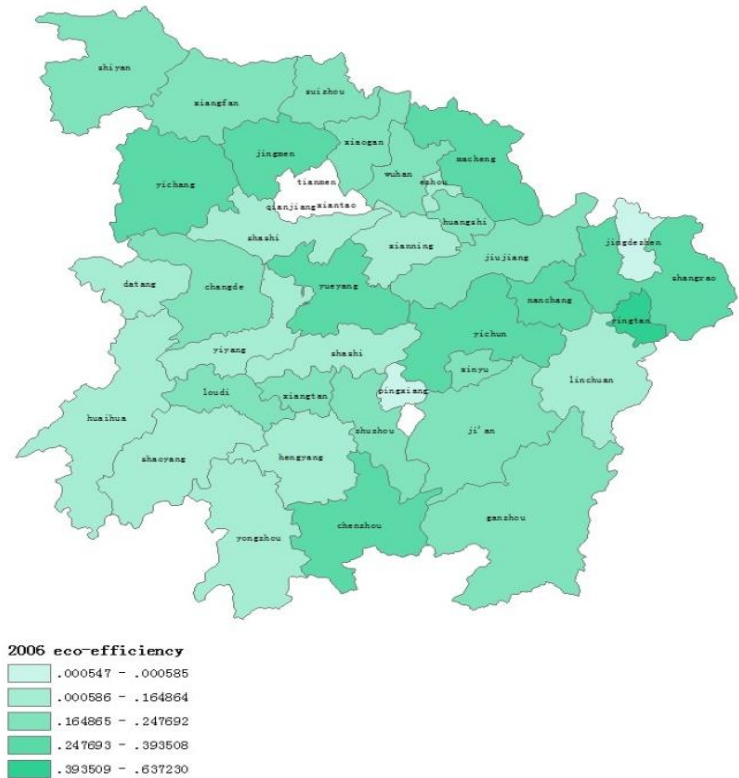 shiyan
suizhou
xiangfan
xiaogan
jingmen
macheng
wuhan
ezhou
yichang
tianmen
qianjiang
xiantao
huangshi
shashi
xianning
jingdezhen
jiujiang
shangrao
datang
changde
yueyang
nanchang
yingtan
yichun
yiyang
shashi
xinyu
linchuan
loudi
xiangtan
pingxiang
huaihua
zhuzhou
ji'an
shaoyang
hengyang
ganzhou
chenzhou
yongzhou
2006 eco-efficiency
.000547 - .000585
.000586 - .164864
.164865 - .247692
.247693 - .393508
.393509 - .637230